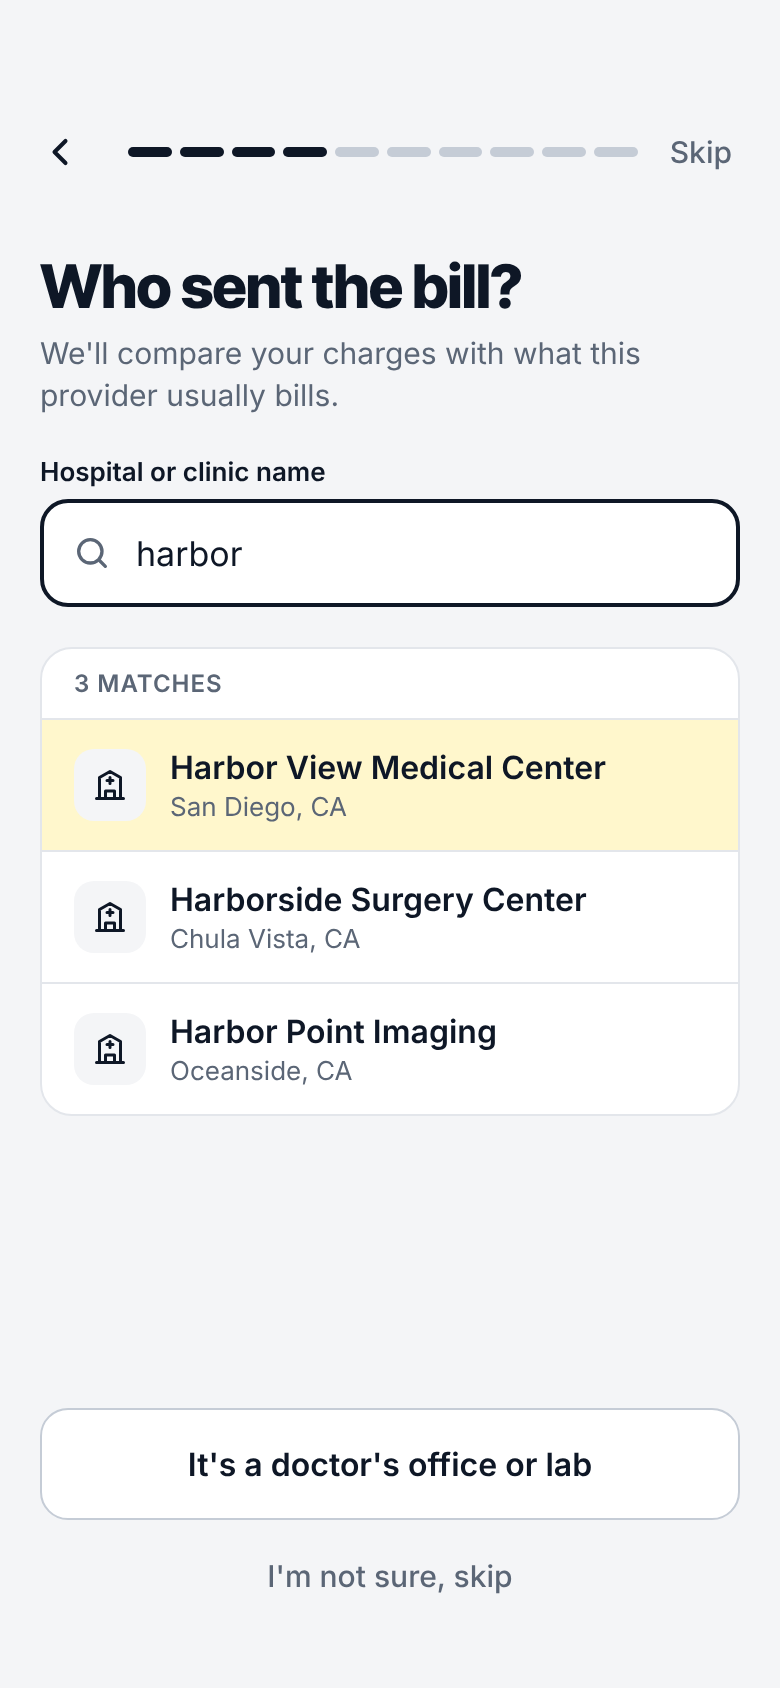 Skip
Who sent the bill?
We'll compare your charges with what this
provider usually bills.
Hospital or clinic name
harbor
3 MATCHES
Harbor View Medical Center
San Diego, CA
Harborside Surgery Center
Chula Vista, CA
Harbor Point Imaging
Oceanside, CA
It's a doctor's office or lab
I'm not sure, skip